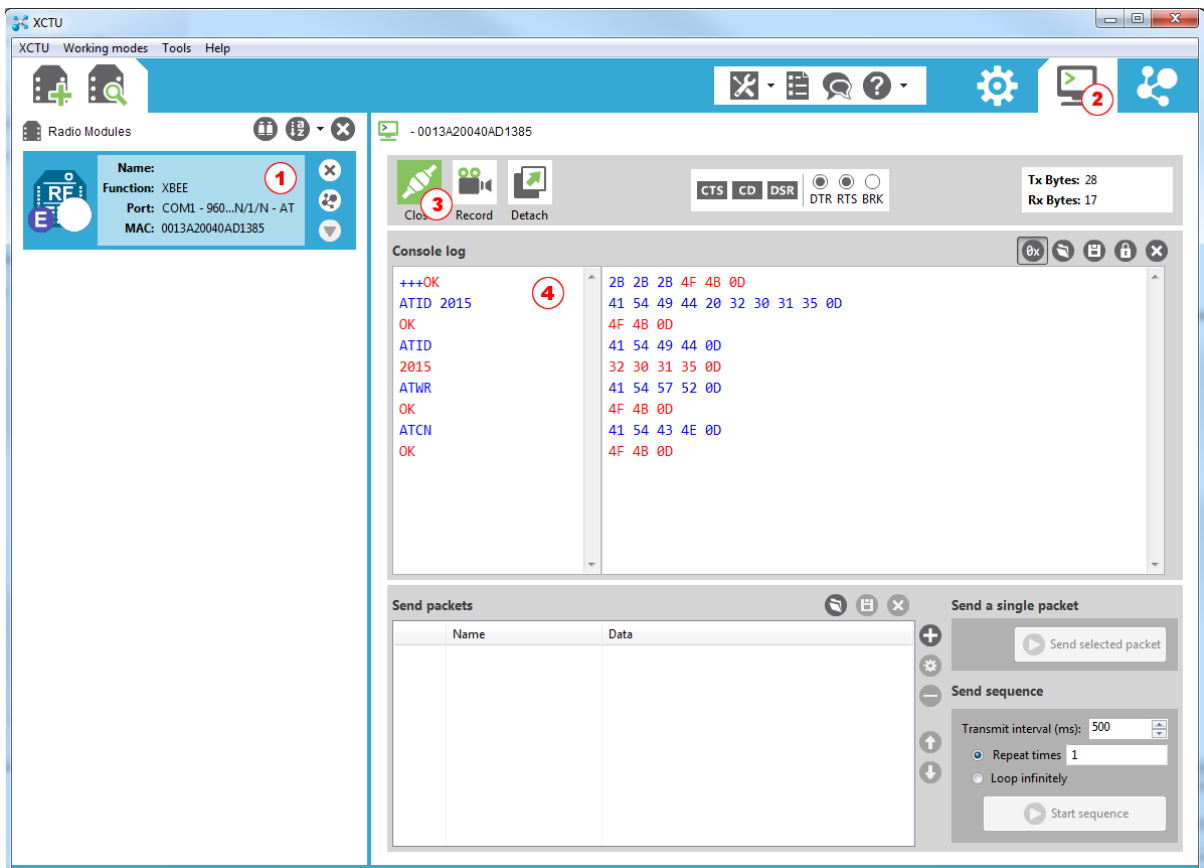 XCTU
XCTU Working modes Tools Help
2
Radio Modules
- 0013A20040AD1385
RF
E
Name:
1
Function: XBEE
Port: COM1 - 960...N/1/N - AT
MAC: 0013A20040AD1385
3
Record
Detach
CTS CD DSR
DTR RTS BRK
Tx Bytes: 28
Rx Bytes: 17
Console log
0x
4
+++OK 2B 2B 2B 4F 4B 0D
ATID 2015 41 54 49 44 20 32 30 31 35 0D
OK 4F 4B 0D
ATID 41 54 49 44 0D
2015 32 30 31 35 0D
ATWR 41 54 57 52 0D
OK 4F 4B 0D
ATCN 41 54 43 4E 0D
OK 4F 4B 0D
Send packets
Name Data
Send a single packet
Send selected packet
Send sequence
Transmit interval (ms): 500
Repeat times 1
Loop infinitely
Start sequence